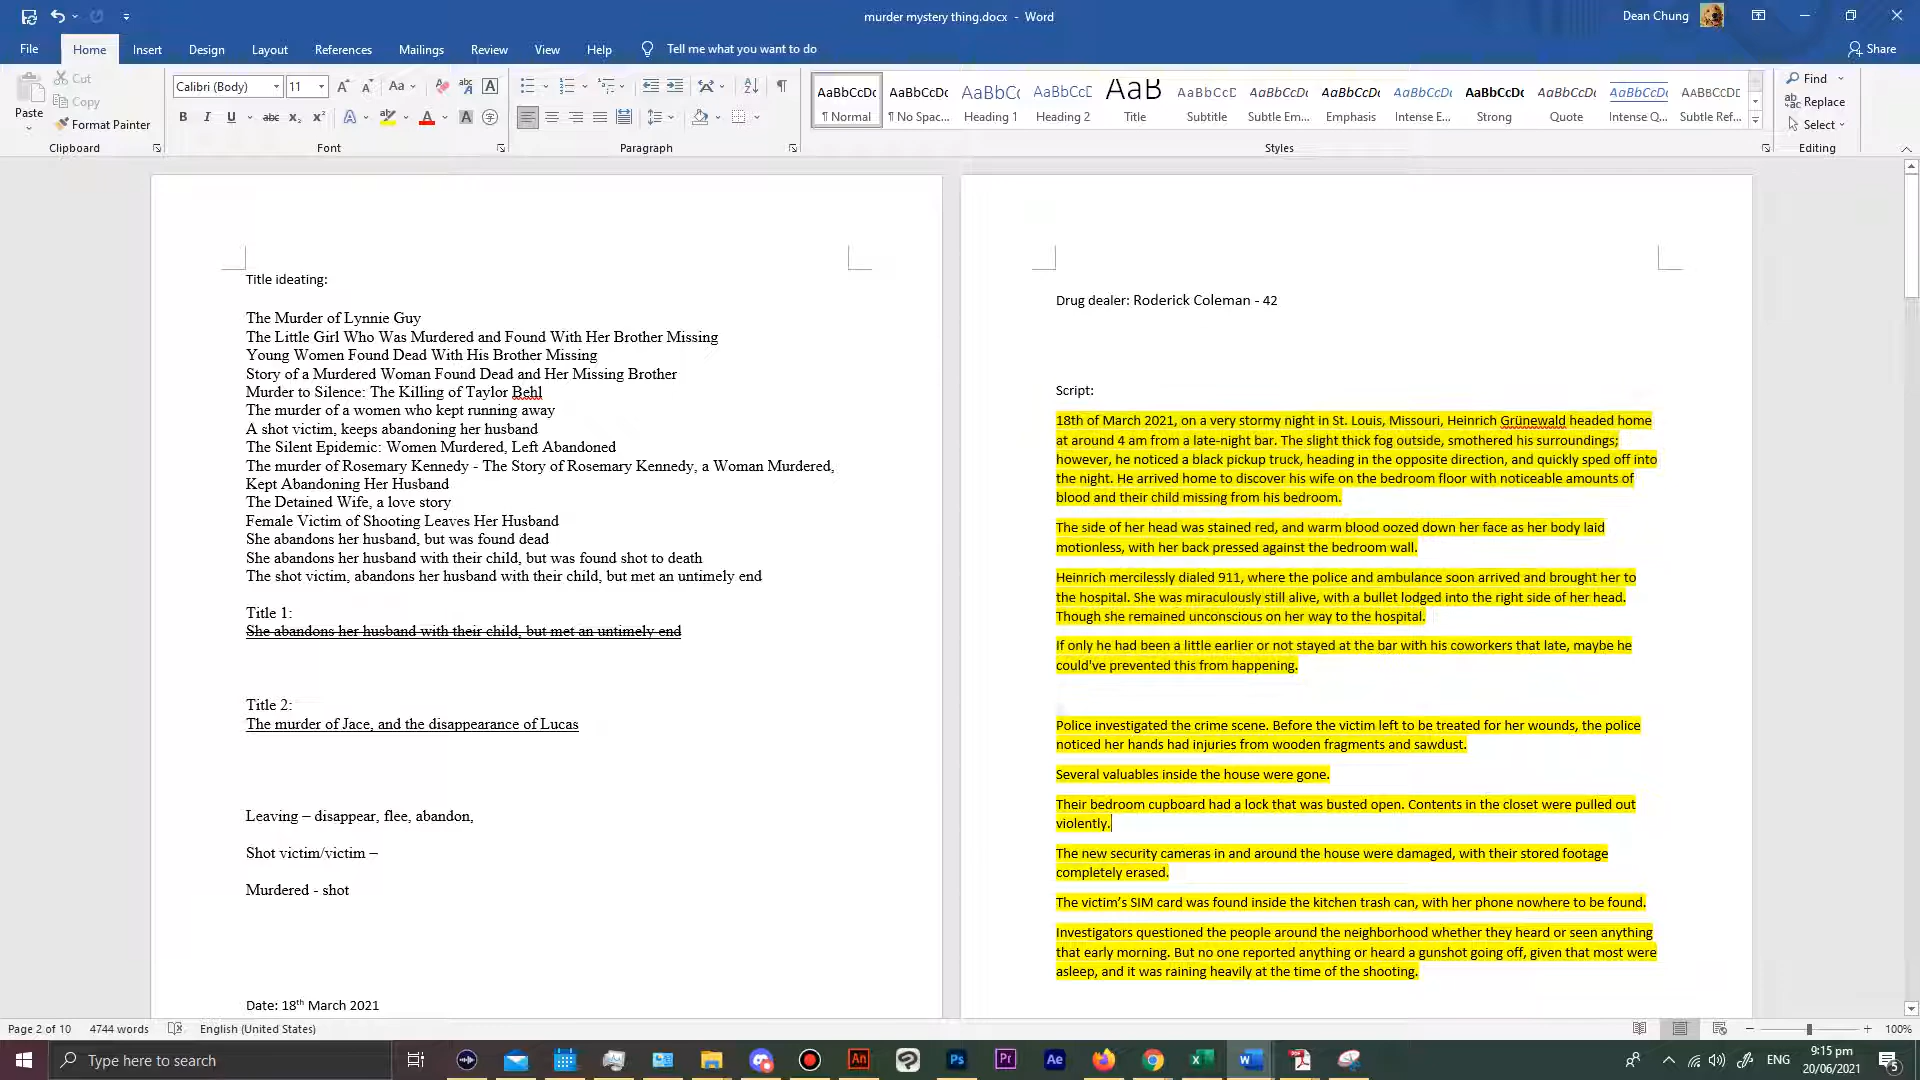 murder mystery thing.docx - Word
Dean Chung
File Home Insert Design Layout References Mailings Review View Help Tell me what you want to do
Share
Cut
Copy
Paste
Format Painter
Clipboard
Calibri (Body) 11
Font
Paragraph
AaBbCcDc AaBbCcDc AaBbC( AaBbCcE AaB AaBbCcD AaBbCcDc AaBbCcDc AaBbCcDc AaBbCcDc AaBbCcDc AaBbCcDc AABBCCDC
¶ Normal ¶ No Spac... Heading 1 Heading 2 Title Subtitle Subtle Em... Emphasis Intense E... Strong Quote Intense Q... Subtle Ref...
Styles
Find
Replace
Select
Editing
Title ideating:
The Murder of Lynnie Guy
The Little Girl Who Was Murdered and Found With Her Brother Missing
Young Women Found Dead With His Brother Missing
Story of a Murdered Woman Found Dead and Her Missing Brother
Murder to Silence: The Killing of Taylor Behl
The murder of a women who kept running away
A shot victim, keeps abandoning her husband
The Silent Epidemic: Women Murdered, Left Abandoned
The murder of Rosemary Kennedy - The Story of Rosemary Kennedy, a Woman Murdered,
Kept Abandoning Her Husband
The Detained Wife, a love story
Female Victim of Shooting Leaves Her Husband
She abandons her husband, but was found dead
She abandons her husband with their child, but was found shot to death
The shot victim, abandons her husband with their child, but met an untimely end
Title 1:
She abandons her husband with their child, but met an untimely end
Title 2:
The murder of Jace, and the disappearance of Lucas
Leaving – disappear, flee, abandon,
Shot victim/victim –
Murdered - shot
Date: 18th March 2021
Drug dealer: Roderick Coleman - 42
Script:
18th of March 2021, on a very stormy night in St. Louis, Missouri, Heinrich Grünewald headed home
at around 4 am from a late-night bar. The slight thick fog outside, smothered his surroundings;
however, he noticed a black pickup truck, heading in the opposite direction, and quickly sped off into
the night. He arrived home to discover his wife on the bedroom floor with noticeable amounts of
blood and their child missing from his bedroom.
The side of her head was stained red, and warm blood oozed down her face as her body laid
motionless, with her back pressed against the bedroom wall.
Heinrich mercilessly dialed 911, where the police and ambulance soon arrived and brought her to
the hospital. She was miraculously still alive, with a bullet lodged into the right side of her head.
Though she remained unconscious on her way to the hospital.
If only he had been a little earlier or not stayed at the bar with his coworkers that late, maybe he
could've prevented this from happening.
Police investigated the crime scene. Before the victim left to be treated for her wounds, the police
noticed her hands had injuries from wooden fragments and sawdust.
Several valuables inside the house were gone.
Their bedroom cupboard had a lock that was busted open. Contents in the closet were pulled out
violently.
The new security cameras in and around the house were damaged, with their stored footage
completely erased.
The victim's SIM card was found inside the kitchen trash can, with her phone nowhere to be found.
Investigators questioned the people around the neighborhood whether they heard or seen anything
that early morning. But no one reported anything or heard a gunshot going off, given that most were
asleep, and it was raining heavily at the time of the shooting.
Page 2 of 10 4744 words English (United States) 100%
Type here to search
ENG
9:15 pm
20/06/2021